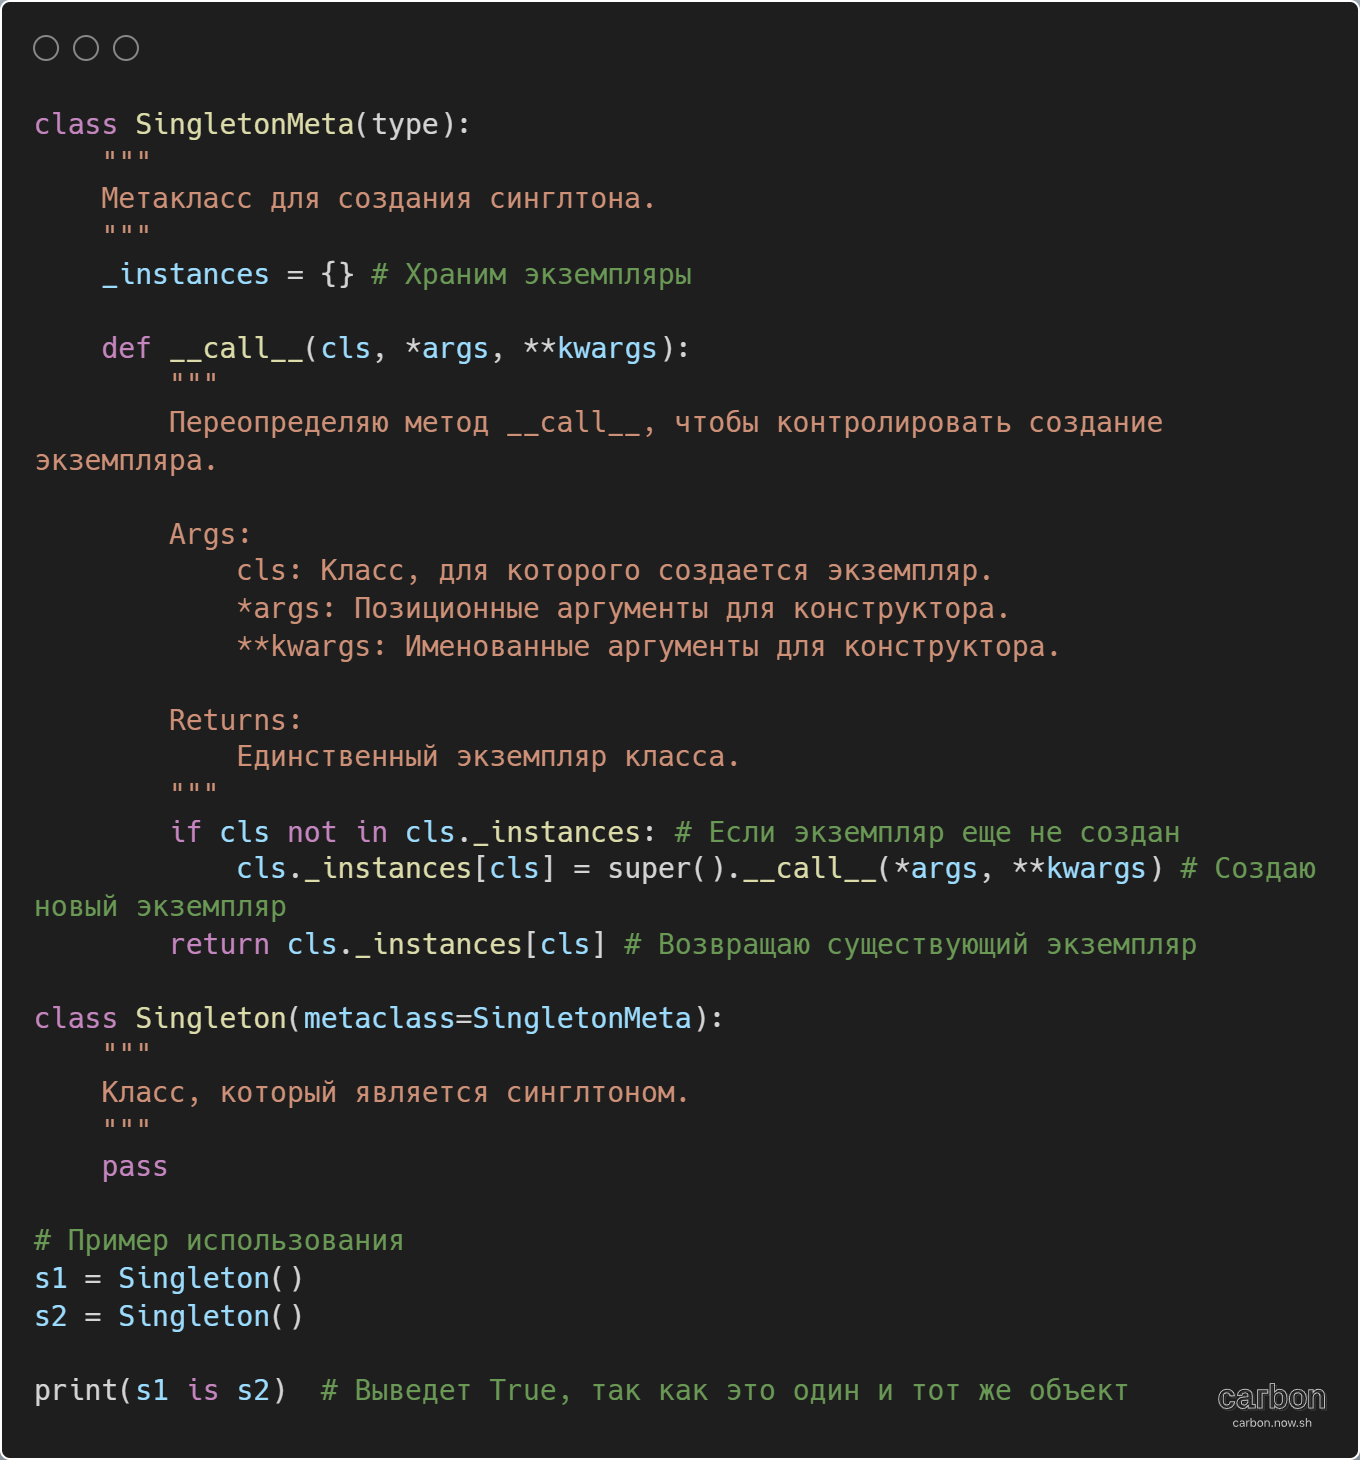 class SingletonMeta(type):
    """
    Метакласс для создания синглтона.
    """
    _instances = {} # Храним экземпляры

    def __call__(cls, *args, **kwargs):
        """
        Переопределяю метод __call__, чтобы контролировать создание
экземпляра.

        Args:
            cls: Класс, для которого создается экземпляр.
            *args: Позиционные аргументы для конструктора.
            **kwargs: Именованные аргументы для конструктора.

        Returns:
            Единственный экземпляр класса.
        """
        if cls not in cls._instances: # Если экземпляр еще не создан
            cls._instances[cls] = super().__call__(*args, **kwargs) # Создаю
новый экземпляр
        return cls._instances[cls] # Возвращаю существующий экземпляр

class Singleton(metaclass=SingletonMeta):
    """
    Класс, который является синглтоном.
    """
    pass

# Пример использования
s1 = Singleton()
s2 = Singleton()

print(s1 is s2)  # Выведет True, так как это один и тот же объект
carbon
carbon.now.sh